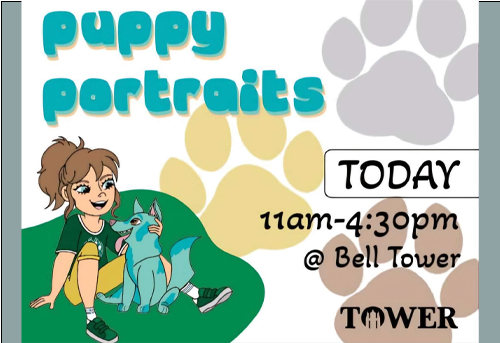 puppy
portraits
TODAY
11am-4:30pm
@ Bell Tower
TOWER